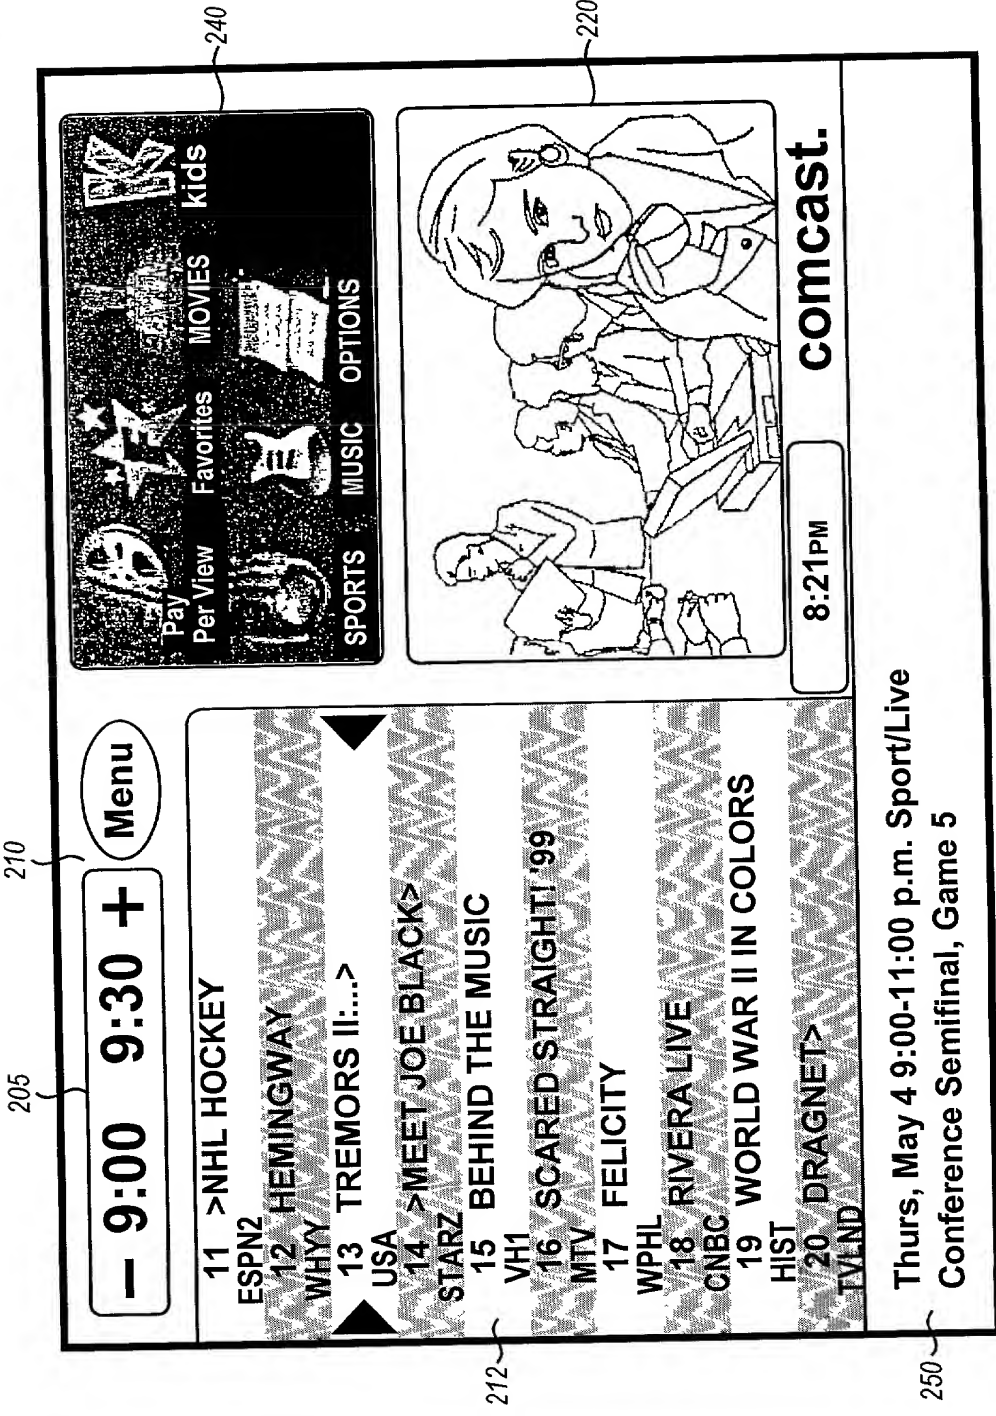 205
210
240
– 9:00 9:30 +
Menu
Pay
Per View
Favorites
MOVIES
kids
SPORTS
MUSIC
OPTIONS
11 >NHL HOCKEY
ESPN2
12 HEMINGWAY
WHYY
13 TREMORS II:...>
USA
14 >MEET JOE BLACK>
STARZ
15 BEHIND THE MUSIC
VH1
16 SCARED STRAIGHT! '99
MTV
17 FELICITY
WPHL
18 RIVERA LIVE
CNBC
19 WORLD WAR II IN COLORS
HIST
20 DRAGNET>
TVLND
212
220
8:21PM
comcast.
Thurs, May 4 9:00-11:00 p.m. Sport/Live
Conference Semifinal, Game 5
250